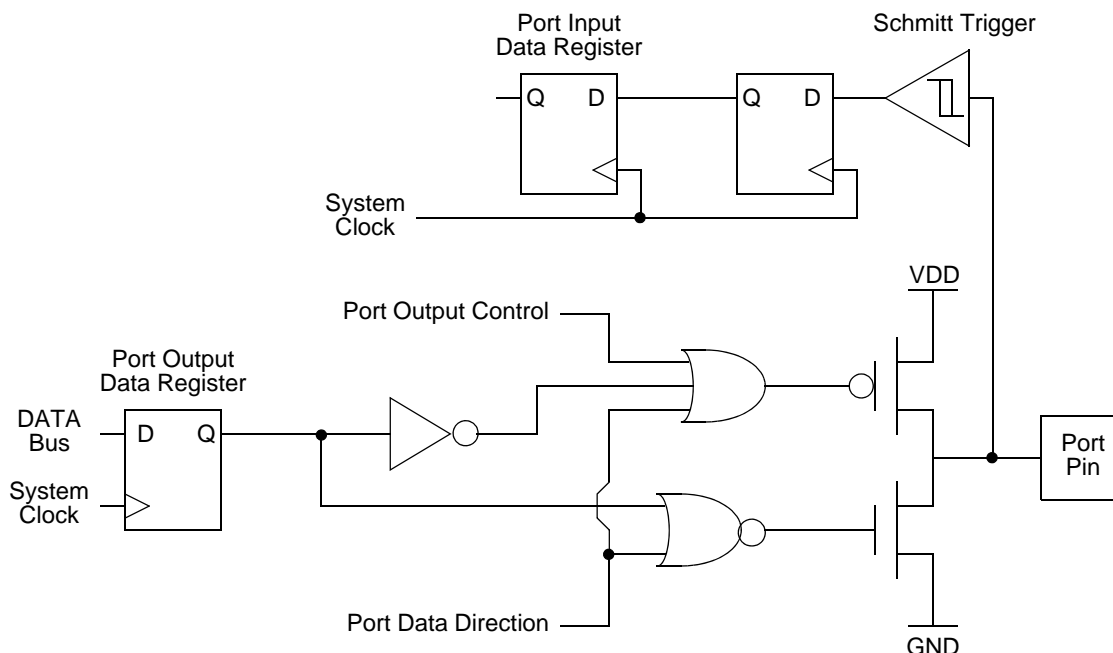 Port Input
Data Register
Schmitt Trigger
Q D
Q D
System
Clock
VDD
Port Output Control
Port Output
Data Register
DATA
Bus
D Q
System
Clock
Port
Pin
Port Data Direction
GND